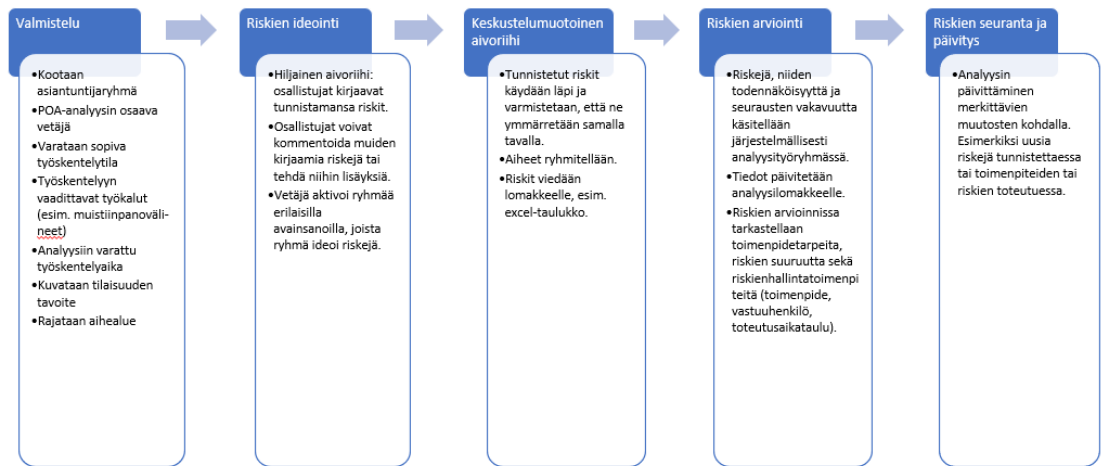 Valmistelu
•Kootaan
asiantuntijaryhmä
•POA-analyysin osaava
vetäjä
•Varataan sopiva
työskentelytila
•Työskentelyyn
vaadittavat työkalut
(esim. muistiinpanoväli-
neet)
•Analyysiin varattu
työskentelyaika
•Kuvataan tilaisuuden
tavoite
•Rajataan aihealue
Riskien ideointi
•Hiljainen aivoriihi:
osallistujat kirjaavat
tunnistamansa riskit.
•Osallistujat voivat
kommentoida muiden
kirjaamia riskejä tai
tehdä niihin lisäyksiä.
•Vetäjä aktivoi ryhmää
erilaisilla
avainsanoilla, joista
ryhmä ideoi riskejä.
Keskustelumuotoinen
aivoriihi
•Tunnistetut riskit
käydään läpi ja
varmistetaan, että ne
ymmärretään samalla
tavalla.
•Aiheet ryhmitellään.
•Riskit viedään
lomakkeelle, esim.
excel-taulukko.
Riskien arviointi
•Riskejä, niiden
todennäköisyyttä ja
seurausten vakavuutta
käsitellään
järjestelmällisesti
analyysityöryhmässä.
•Tiedot päivitetään
analyysilomakkeelle.
•Riskien arvioinnissa
tarkastellaan
toimenpidetarpeita,
riskien suuruutta sekä
riskienhallintatoimenpi
teitä (toimenpide,
vastuuhenkilö,
toteutusaikataulu).
Riskien seuranta ja
päivitys
•Analyysin
päivittäminen
merkittävien
muutosten kohdalla.
Esimerkiksi uusia
riskejä tunnistettaessa
tai toimenpiteiden tai
riskien toteutuessa.